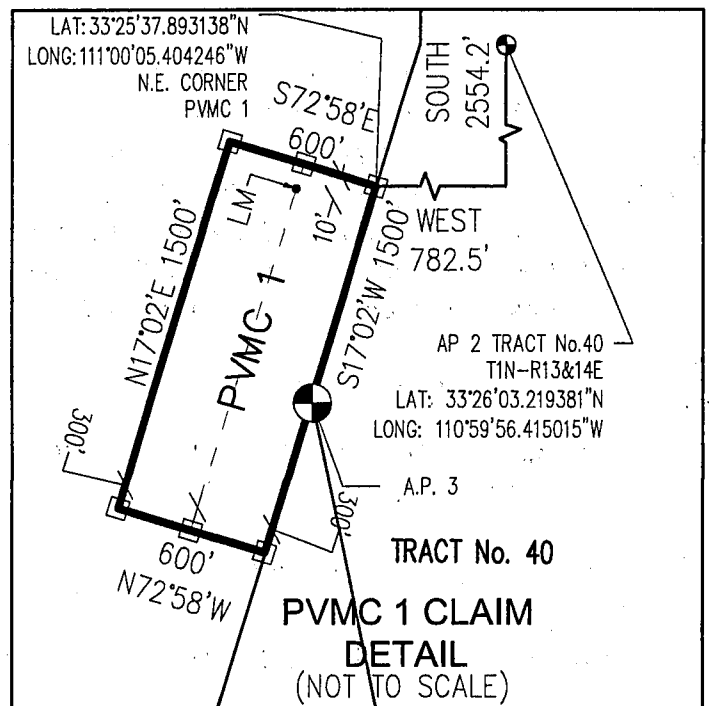 LAT: 33°25'37.893138"N
LONG: 111°00'05.404246"W
N.E. CORNER
PVMC 1
S72°58'E
600'
SOUTH
2554.2'
LM
10'
WEST
782.5'
N17°02'E 1500'
PVMC 1
S17°02'W 1500'
AP 2 TRACT No.40
T1N-R13&14E
LAT: 33°26'03.219381"N
LONG: 110°59'56.415015"W
300'
A.P. 3
300'
600'
N72°58'W
TRACT No. 40
PVMC 1 CLAIM
DETAIL
(NOT TO SCALE)